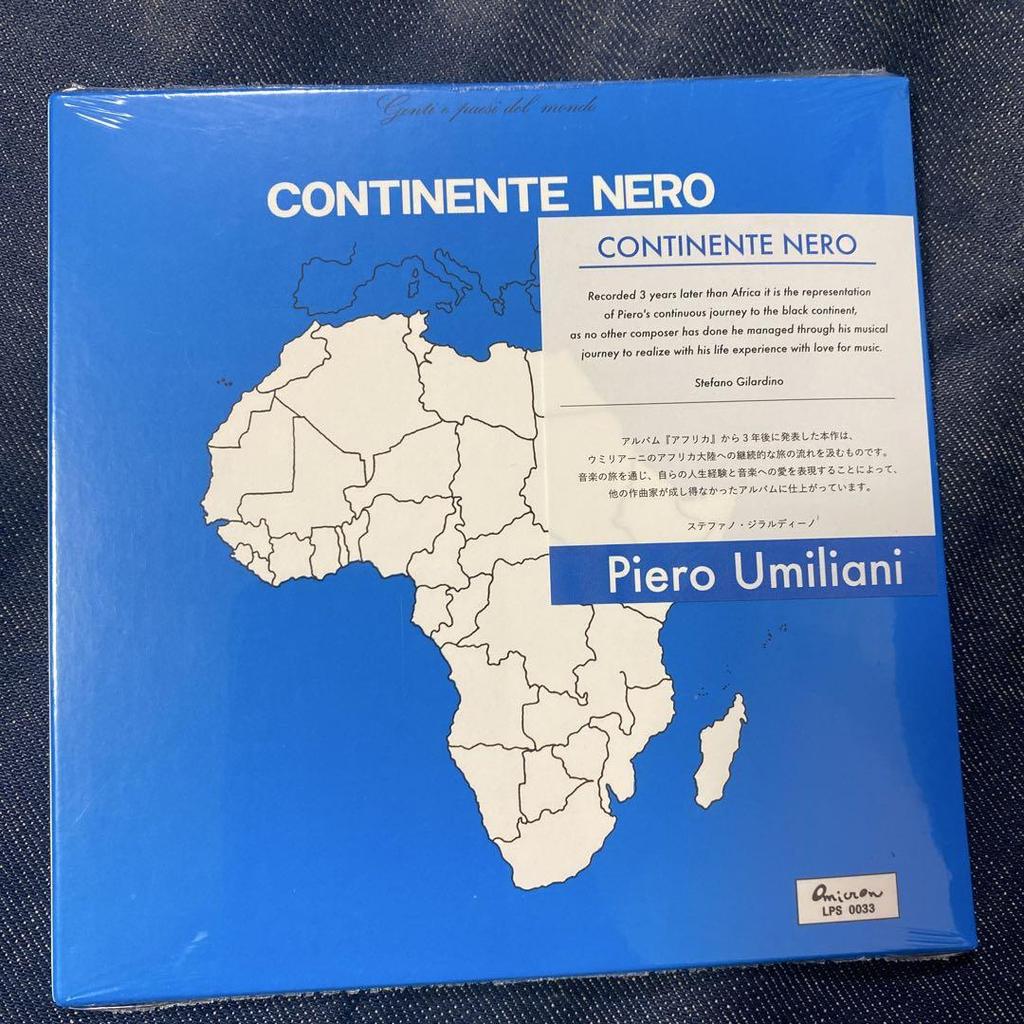 Gente e paesi del mondo
CONTINENTE NERO
CONTINENTE NERO
Recorded 3 years later than Africa it is the representation
of Piero's continuous journey to the black continent,
as no other composer has done he managed through his musical
journey to realize with his life experience with love for music.
Stefano Gilardino
アルバム『アフリカ』から3年後に発表した本作は、
ウミリアーニのアフリカ大陸への継続的な旅の流れを汲むものです。
音楽の旅を通じ、自らの人生経験と音楽への愛を表現することによって、
他の作曲家が成し得なかったアルバムに仕上がっています。
ステファノ・ジラルディーノ
Piero Umiliani
Omicron
LPS 0033